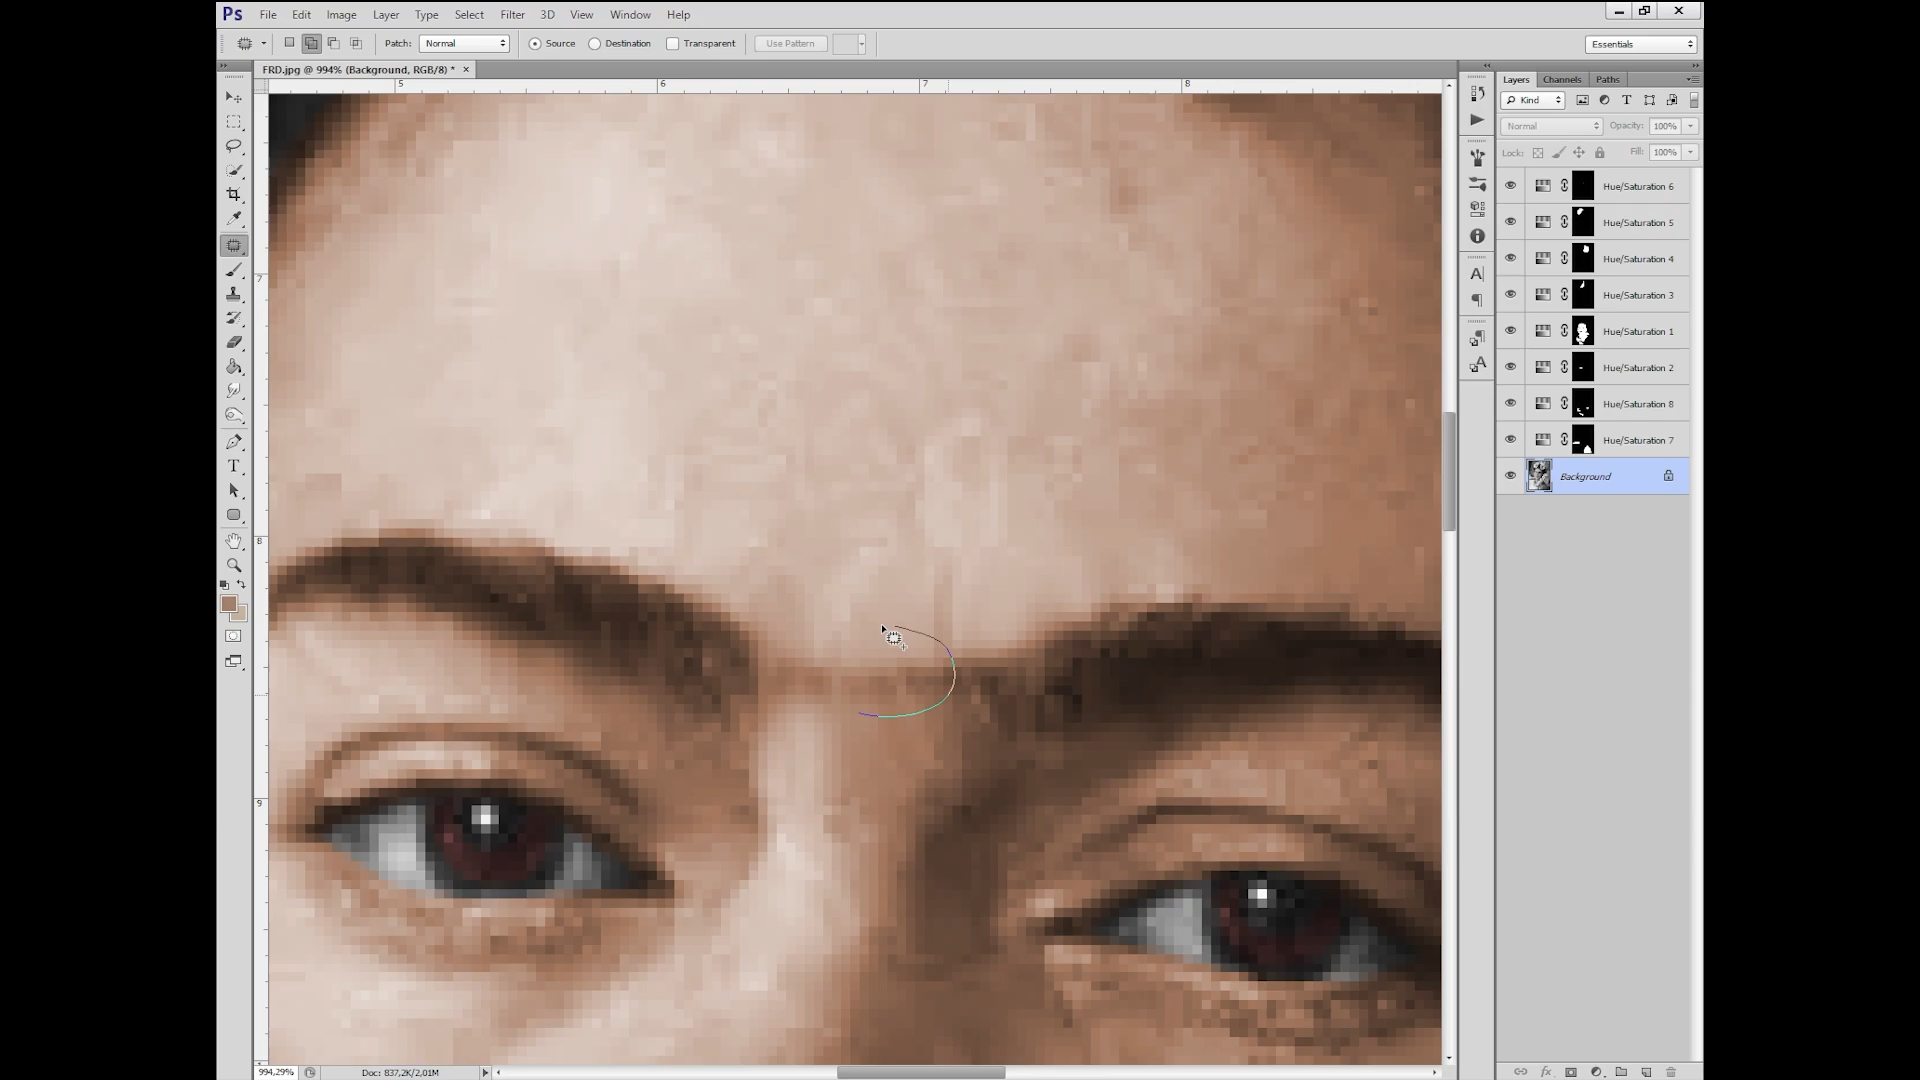 Ps File Edit Image Layer Type Select Filter 3D View Window Help
Patch: Normal Source Destination Transparent Use Pattern Essentials
FRD.jpg @ 994% (Background, RGB/8) * ×
5 6 7 8
Layers Channels Paths
Kind
Normal Opacity: 100%
Lock: Fill: 100%
Hue/Saturation 6
Hue/Saturation 5
Hue/Saturation 4
Hue/Saturation 3
Hue/Saturation 1
Hue/Saturation 2
Hue/Saturation 8
Hue/Saturation 7
Background
7
8
9
994,29% Doc: 837,2K/2,01M